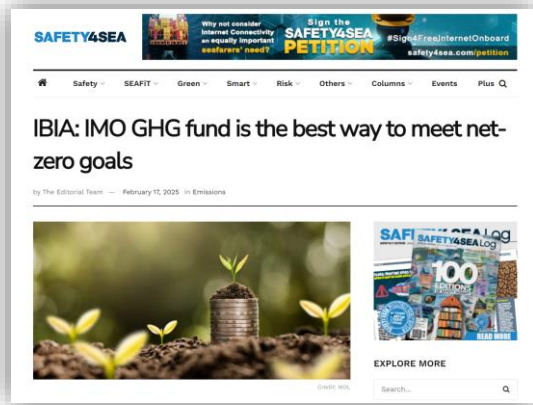 SAFETY4SEA
Why not consider
Internet Connectivity
an equally important
seafarers' need?
Sign the
SAFETY4SEA
PETITION
#Sign4FreeInternetOnboard
safety4sea.com/petition
Safety SEAFiT Green Smart Risk Others Columns Events Plus
IBIA: IMO GHG fund is the best way to meet net-
zero goals
by The Editorial Team — February 17, 2025 in Emissions
SAFETY4SEA Log
100
EDITIONS
READ MORE
Credit: MOL
EXPLORE MORE
Search...